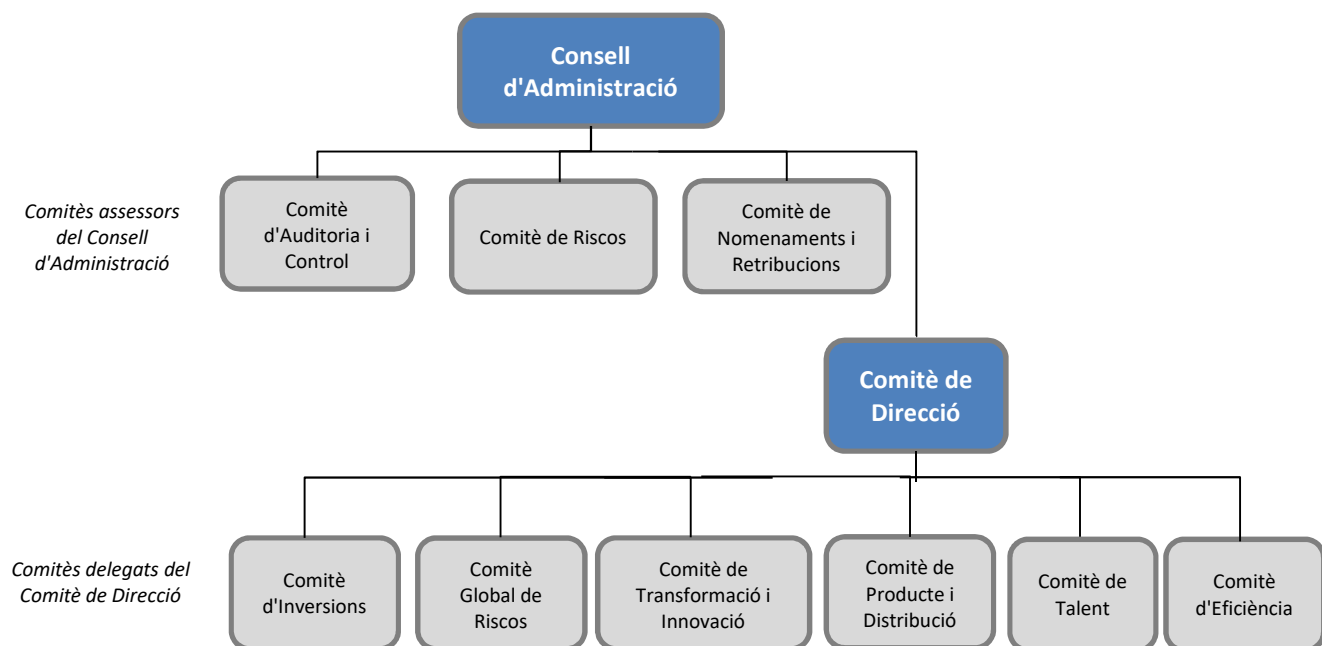 Consell
d'Administració
Comitès assessors
del Consell
d'Administració
Comitè
d'Auditoria i
Control
Comitè de Riscos
Comitè de
Nomenaments i
Retribucions
Comitè de
Direcció
Comitès delegats del
Comitè de Direcció
Comitè
d'Inversions
Comitè
Global de
Riscos
Comitè de
Transformació i
Innovació
Comitè de
Producte i
Distribució
Comitè de
Talent
Comitè
d'Eficiència